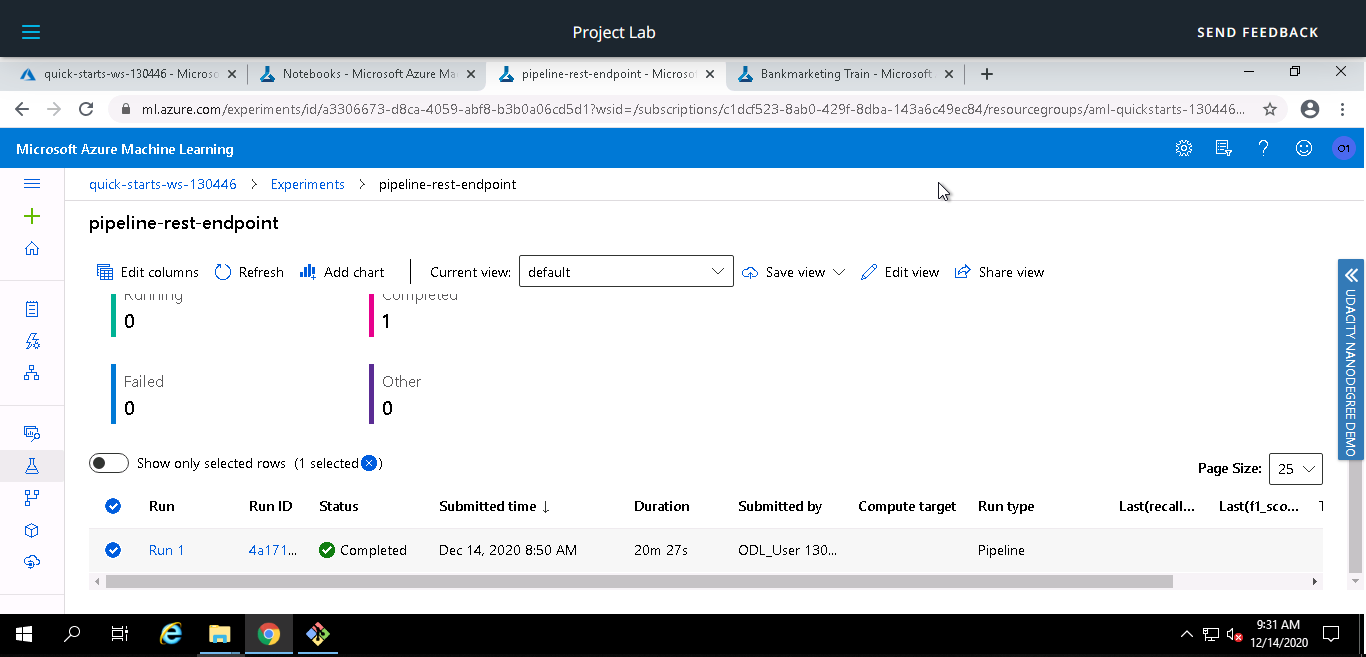 Project Lab
SEND FEEDBACK
quick-starts-ws-130446 - Microso
Notebooks - Microsoft Azure Ma
pipeline-rest-endpoint - Microsof
Bankmarketing Train - Microsoft
ml.azure.com/experiments/id/a3306673-d8ca-4059-abf8-b3b0a06cd5d1?wsid=/subscriptions/c1dcf523-8ab0-429f-8dba-143a6c49ec84/resourcegroups/aml-quickstarts-130446...
Microsoft Azure Machine Learning
O1
quick-starts-ws-130446 > Experiments > pipeline-rest-endpoint
pipeline-rest-endpoint
Edit columns Refresh Add chart Current view: default Save view Edit view Share view
Running Completed
0 1
Failed Other
0 0
UDACITY NANODEGREE DEMO
Show only selected rows (1 selected )
Page Size: 25
Run Run ID Status Submitted time ↓ Duration Submitted by Compute target Run type Last(recall... Last(f1_sco... T
Run 1 4a171... Completed Dec 14, 2020 8:50 AM 20m 27s ODL_User 130... Pipeline
9:31 AM
12/14/2020